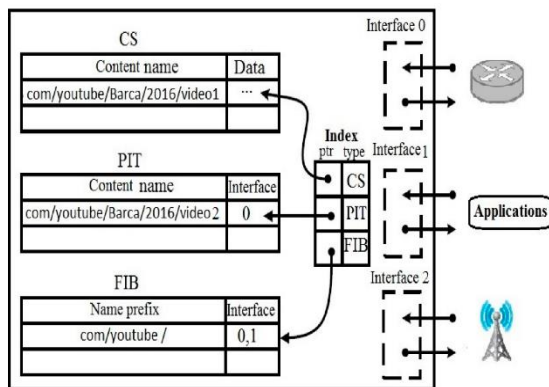 CS
Content name Data
com/youtube/Barca/2016/video1 ...
PIT
Content name Interface
com/youtube/Barca/2016/video2 0
FIB
Name prefix Interface
com/youtube / 0,1
Index
ptr type
CS
PIT
FIB
Interface 0
Interface1
Interface 2
Applications